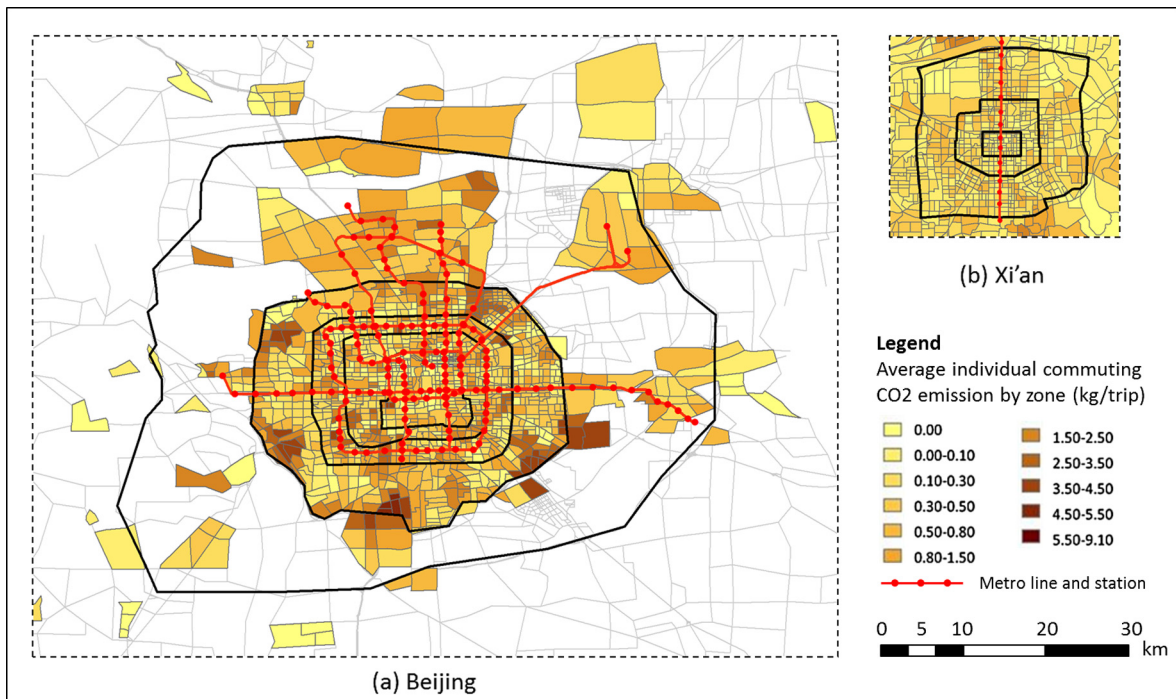 (a) Beijing
(b) Xi’an
Legend
Average individual commuting
CO2 emission by zone (kg/trip)
0.00
0.00-0.10
0.10-0.30
0.30-0.50
0.50-0.80
0.80-1.50
1.50-2.50
2.50-3.50
3.50-4.50
4.50-5.50
5.50-9.10
Metro line and station
0 5 10 20 30
km